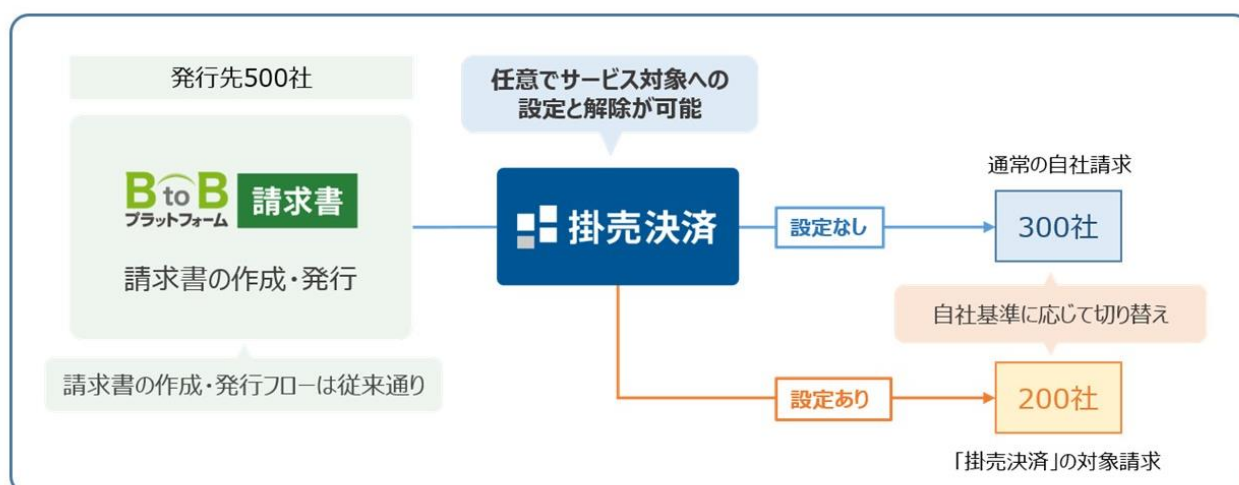 発行先500社
BtoB
プラットフォーム
請求書
請求書の作成・発行
請求書の作成・発行フローは従来通り
任意でサービス対象への
設定と解除が可能
掛売決済
設定なし
設定あり
通常の自社請求
300社
自社基準に応じて切り替え
200社
「掛売決済」の対象請求